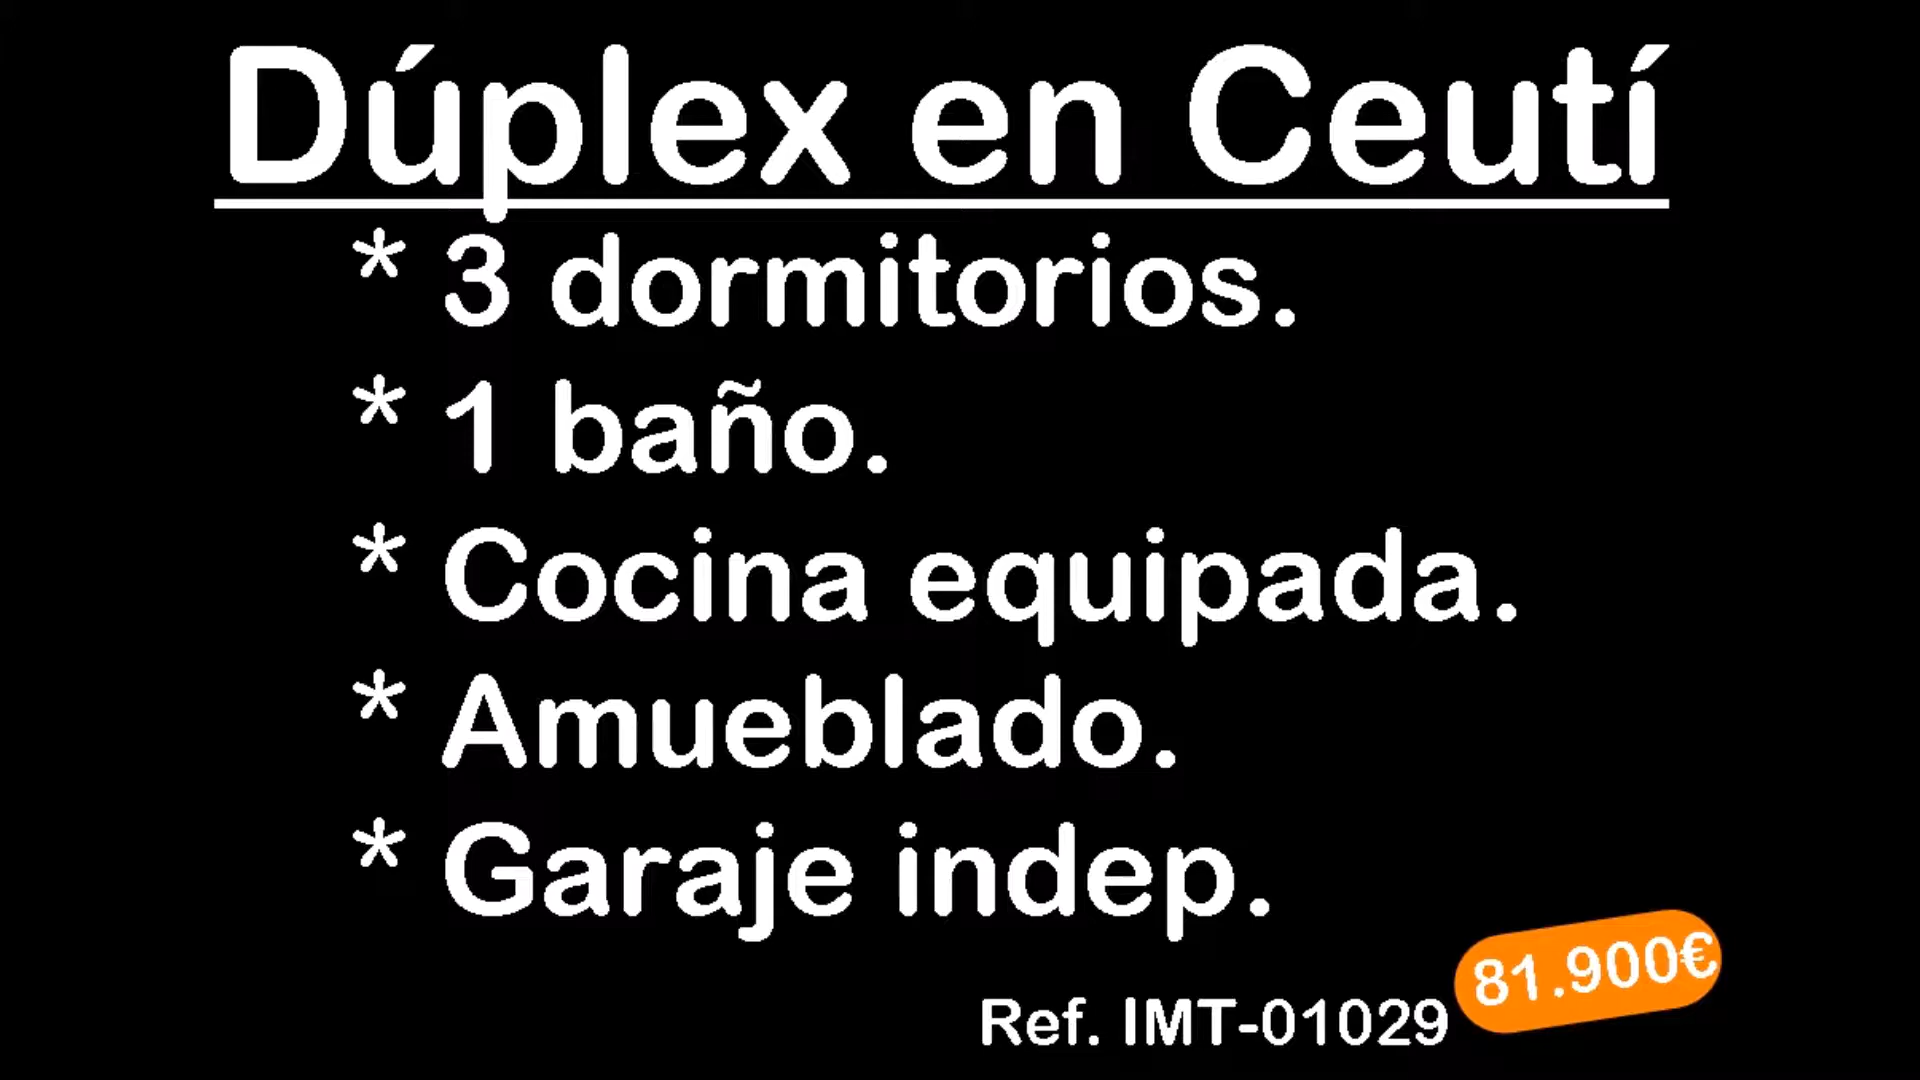 Dúplex en Ceutí
* 3 dormitorios.
* 1 baño.
* Cocina equipada.
* Amueblado.
* Garaje indep.
81.900€
Ref. IMT-01029